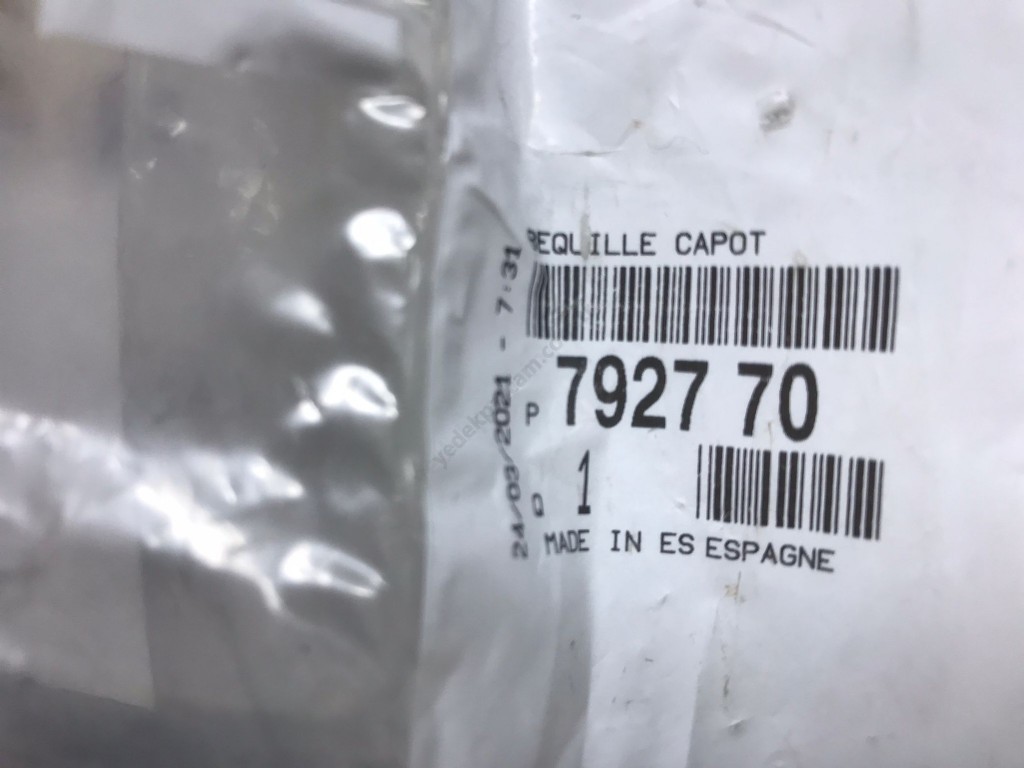 BEQUILLE CAPOT
P 7927 70
Q 1
MADE IN ES ESPAGNE
24/03/2021 - 7:31